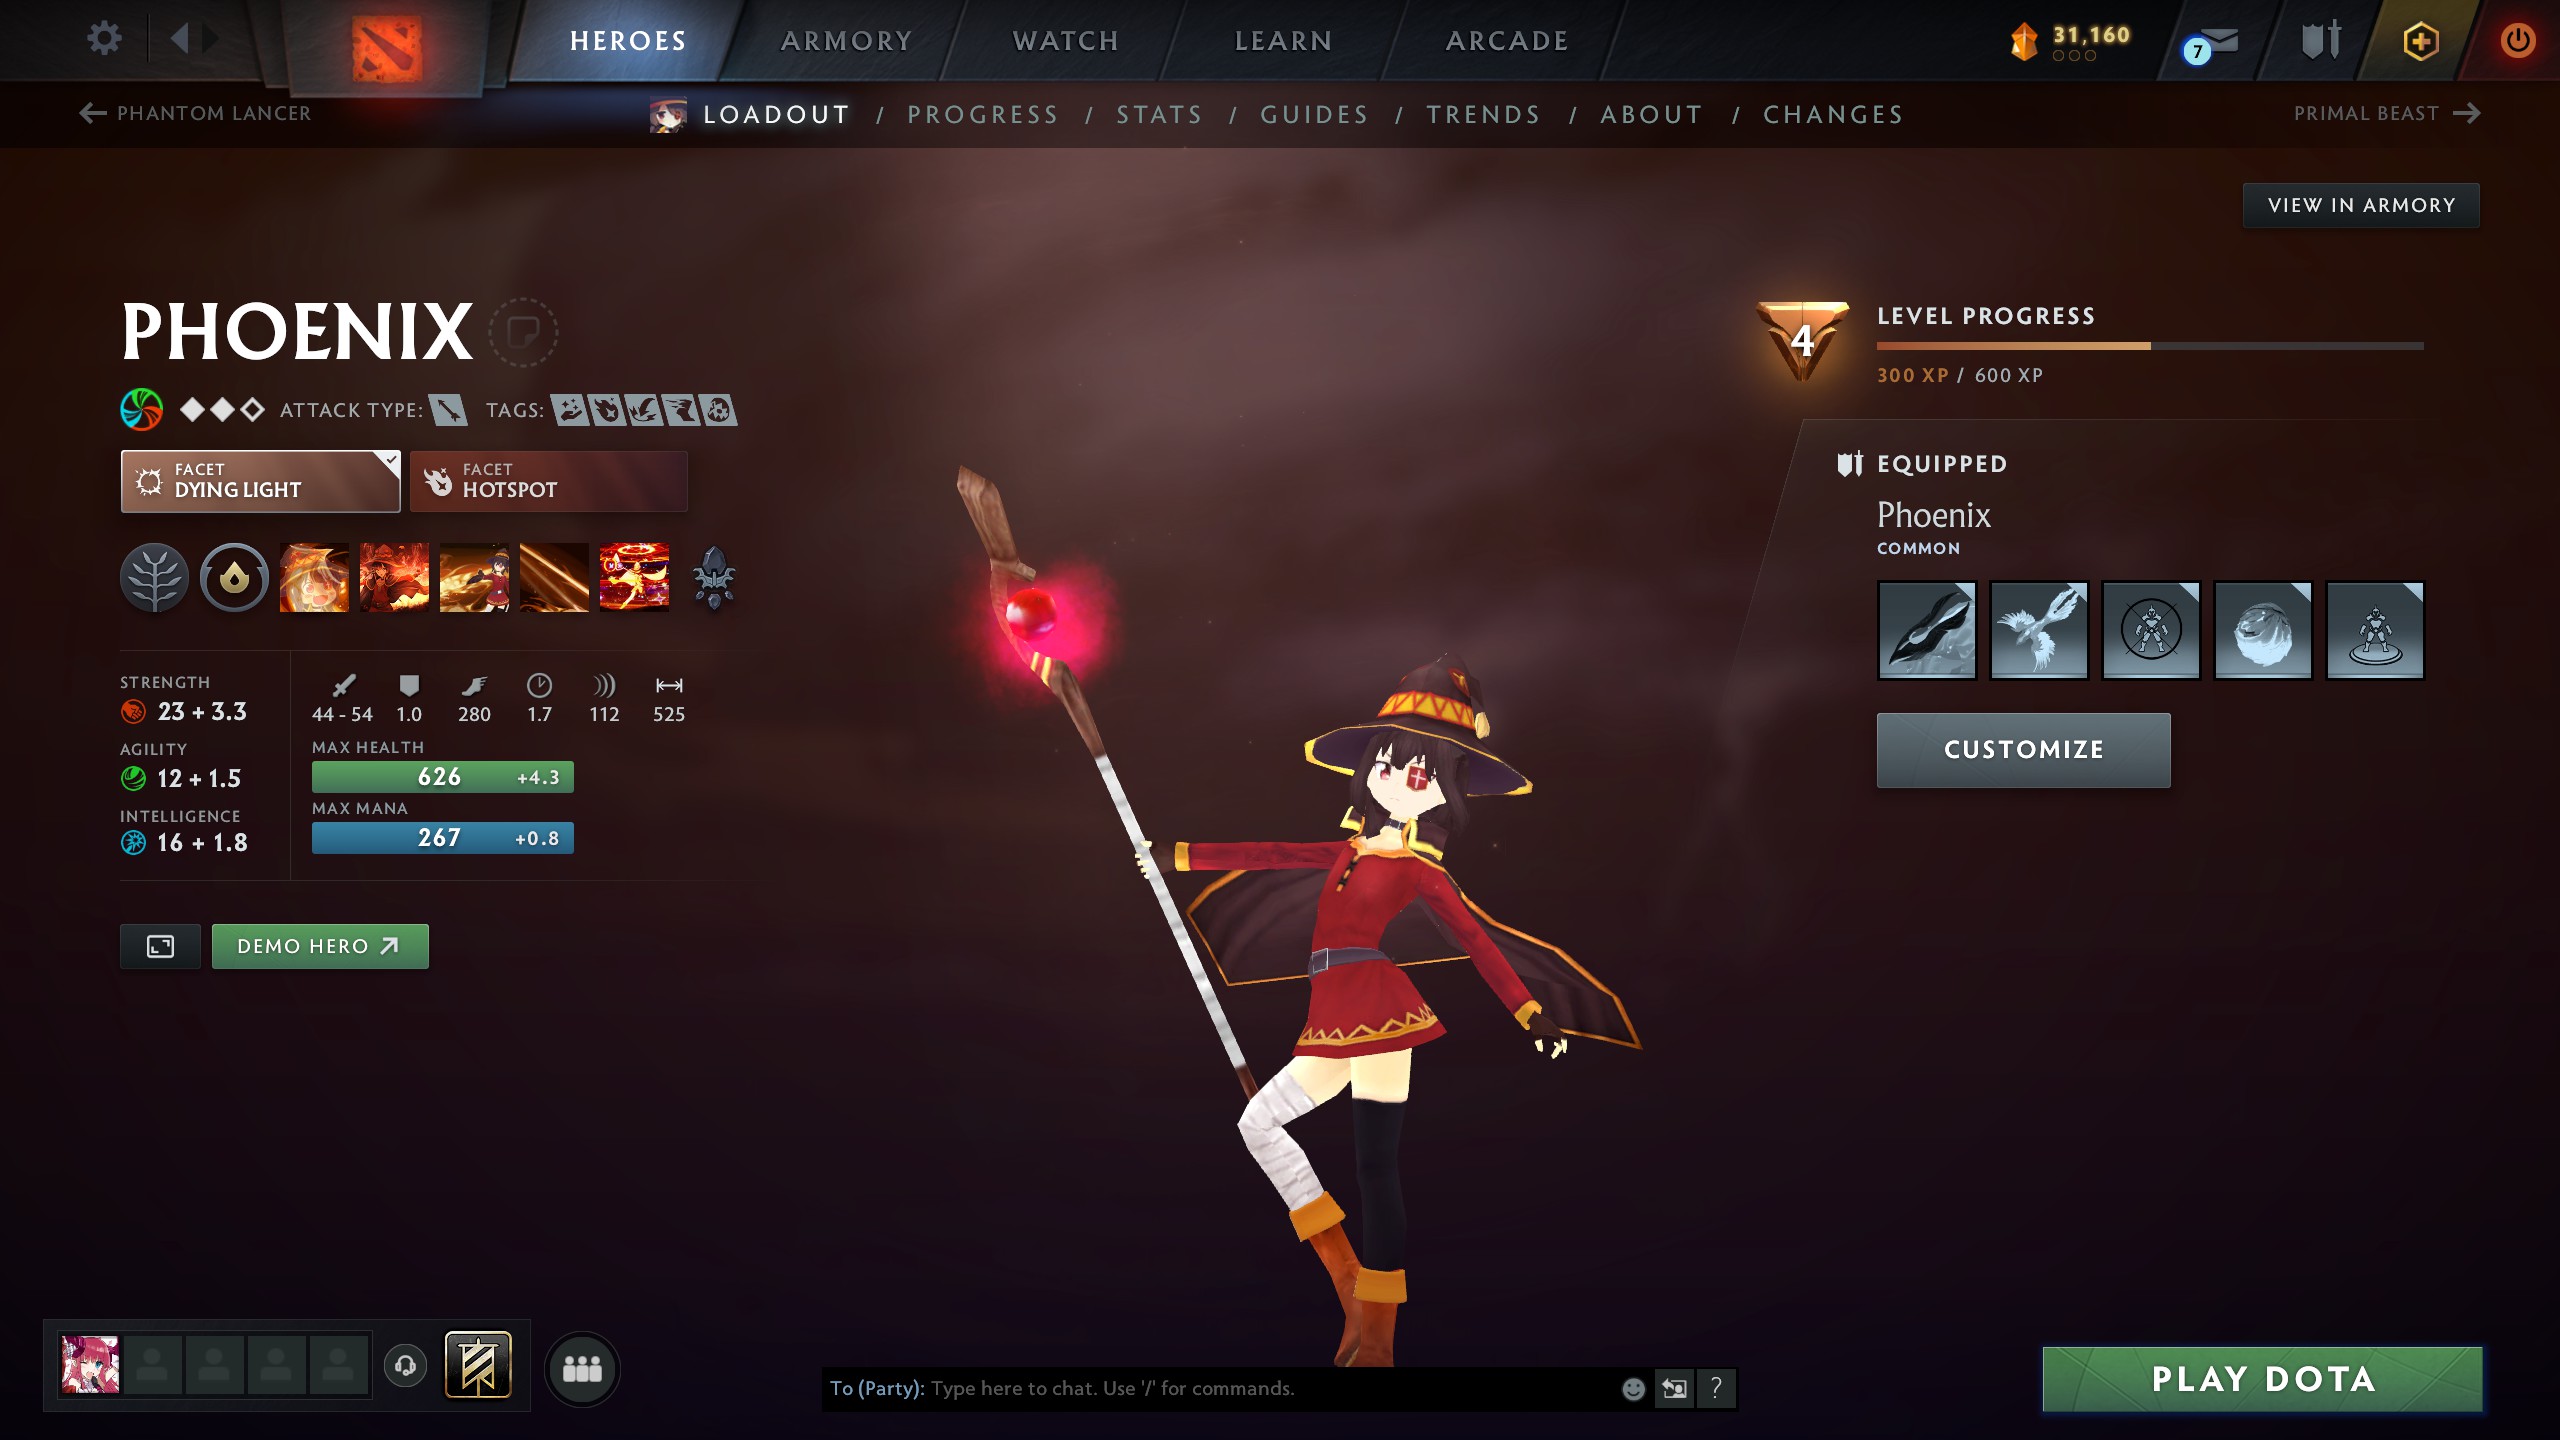 HEROES
ARMORY
WATCH
LEARN
ARCADE
31,160
7
PHANTOM LANCER
LOADOUT / PROGRESS / STATS / GUIDES / TRENDS / ABOUT / CHANGES
PRIMAL BEAST
VIEW IN ARMORY
PHOENIX
ATTACK TYPE:
TAGS:
FACET
DYING LIGHT
FACET
HOTSPOT
STRENGTH
23 + 3.3
AGILITY
12 + 1.5
INTELLIGENCE
16 + 1.8
44 - 54
1.0
280
1.7
112
525
MAX HEALTH
626
+4.3
MAX MANA
267
+0.8
DEMO HERO
4
LEVEL PROGRESS
300 XP / 600 XP
EQUIPPED
Phoenix
COMMON
CUSTOMIZE
To (Party): Type here to chat. Use '/' for commands.
?
PLAY DOTA